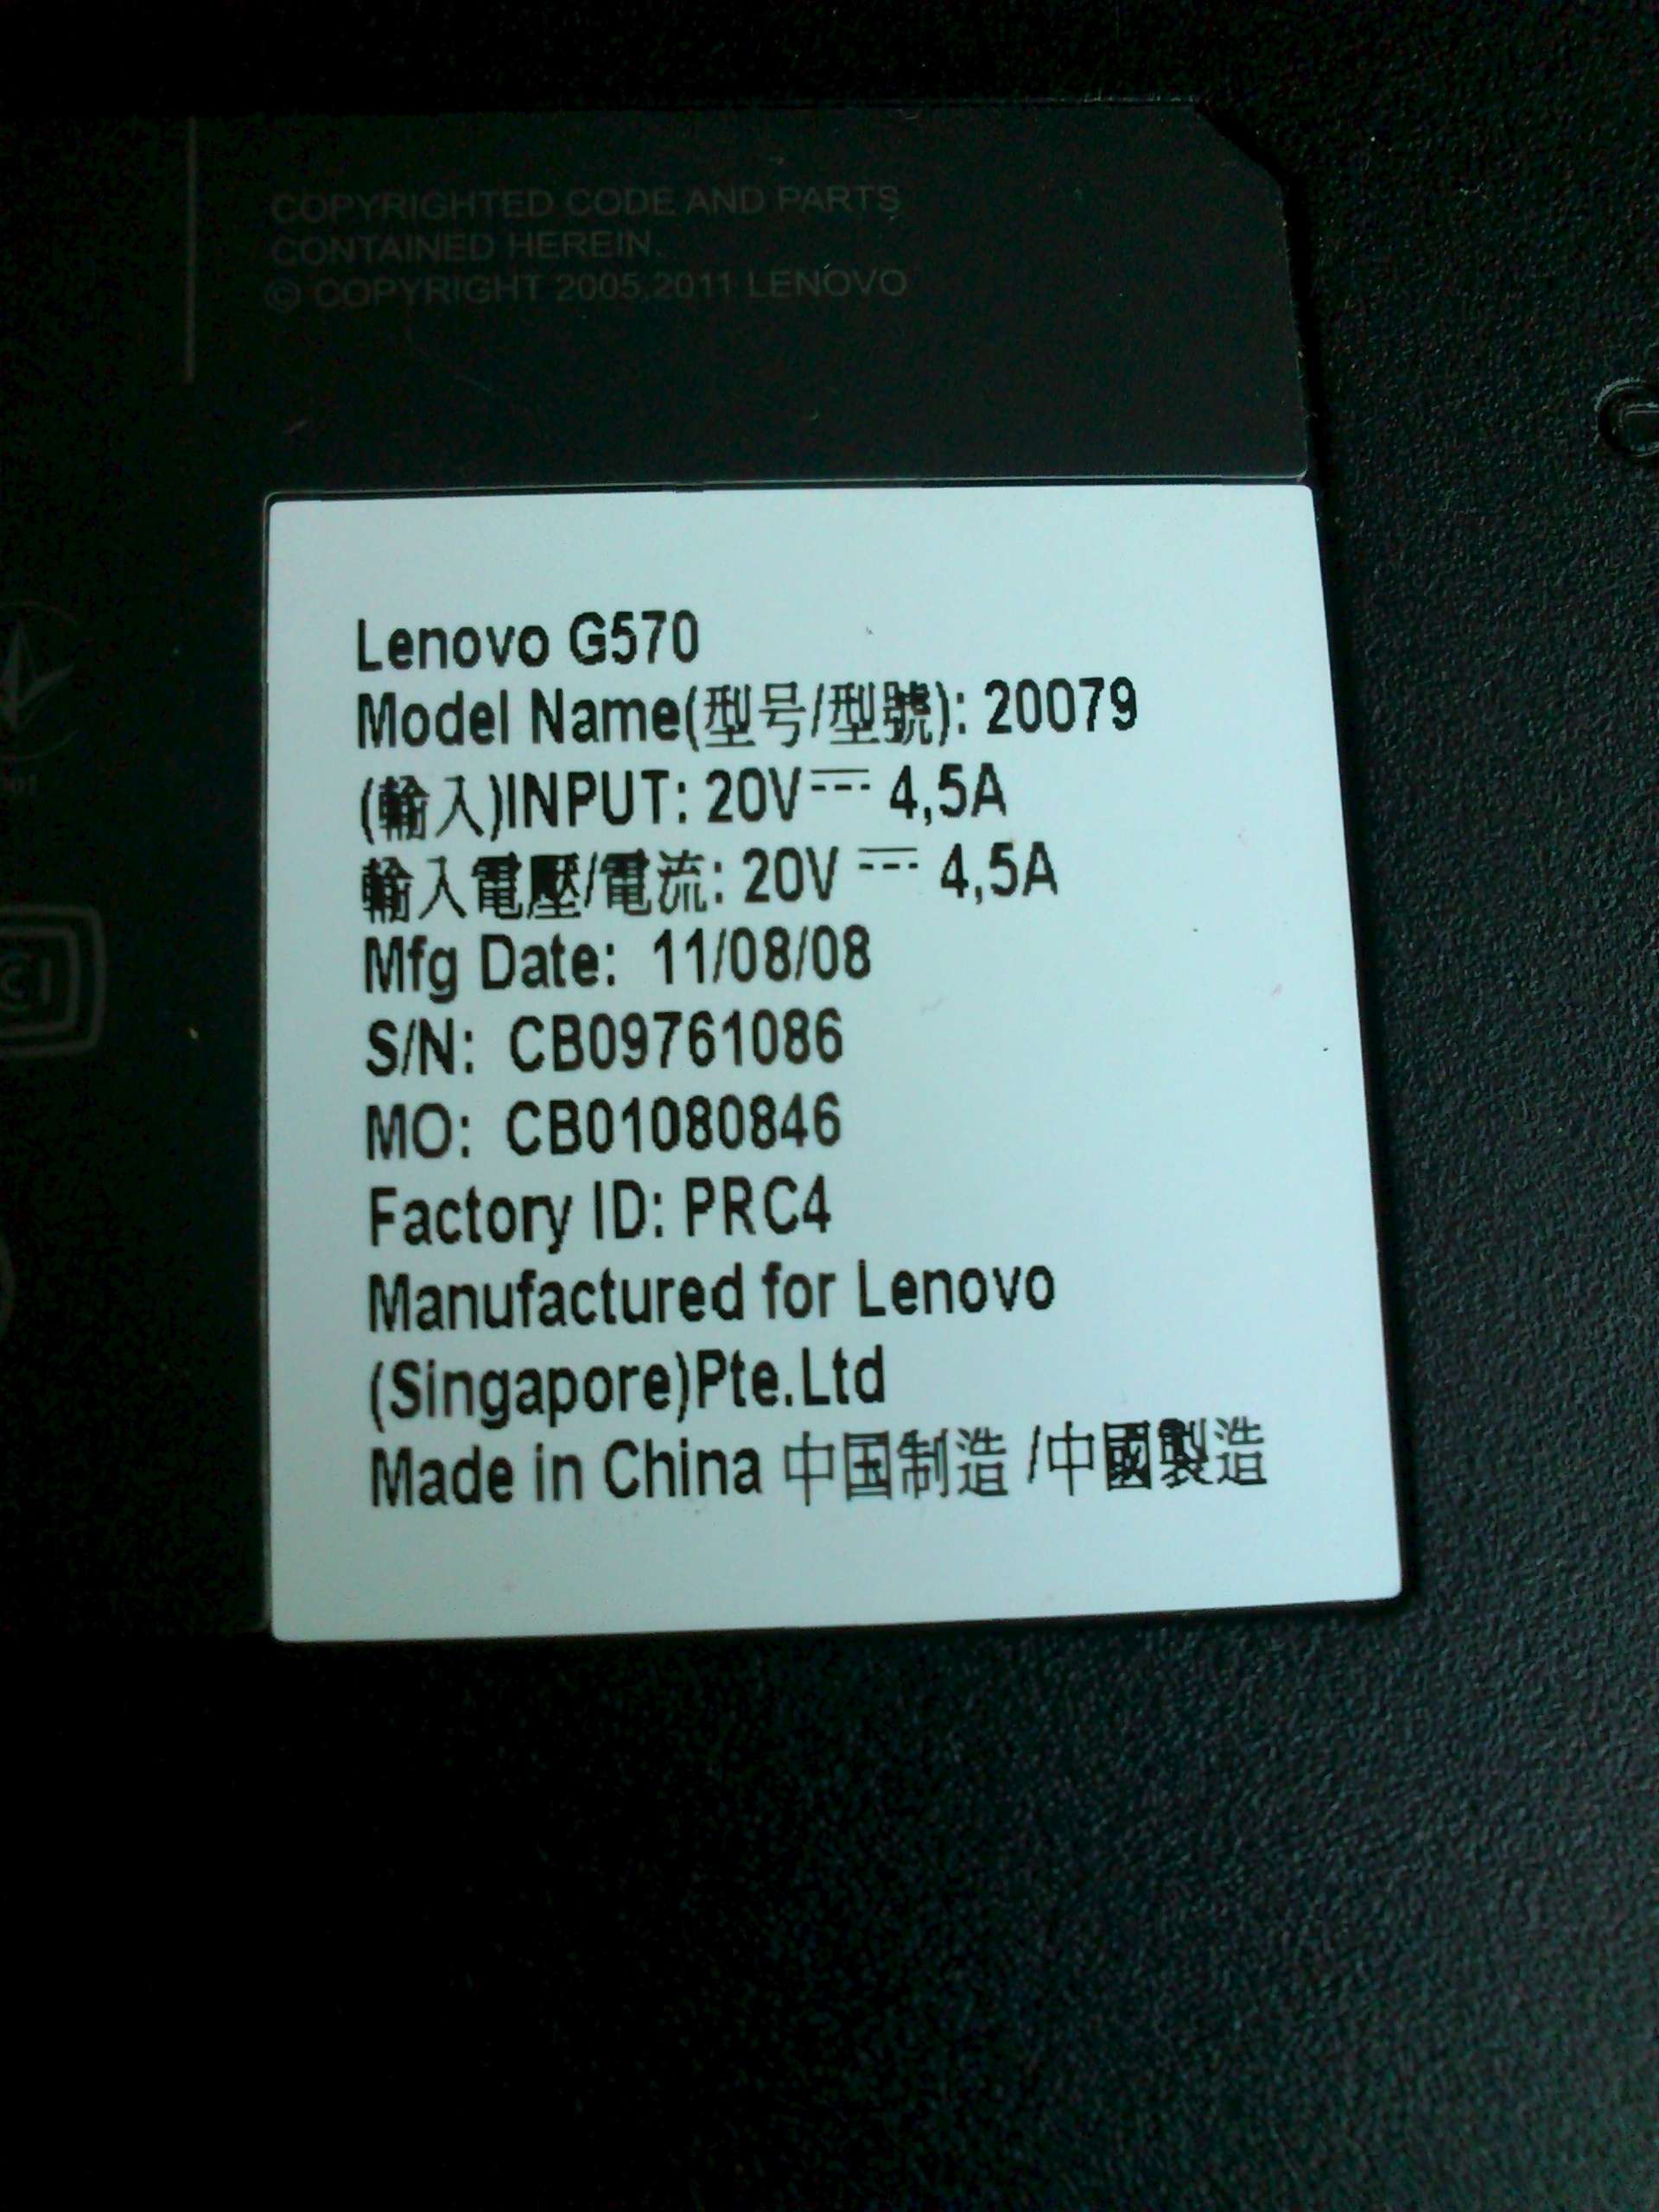 COPYRIGHTED CODE AND PARTS
CONTAINED HEREIN.
© COPYRIGHT 2005,2011 LENOVO
Lenovo G570
Model Name(型号/型號): 20079
(輸入)INPUT: 20V⎓ 4,5A
輸入電壓/電流: 20V ⎓ 4,5A
Mfg Date: 11/08/08
S/N: CB09761086
MO: CB01080846
Factory ID: PRC4
Manufactured for Lenovo
(Singapore)Pte.Ltd
Made in China 中国制造 /中國製造